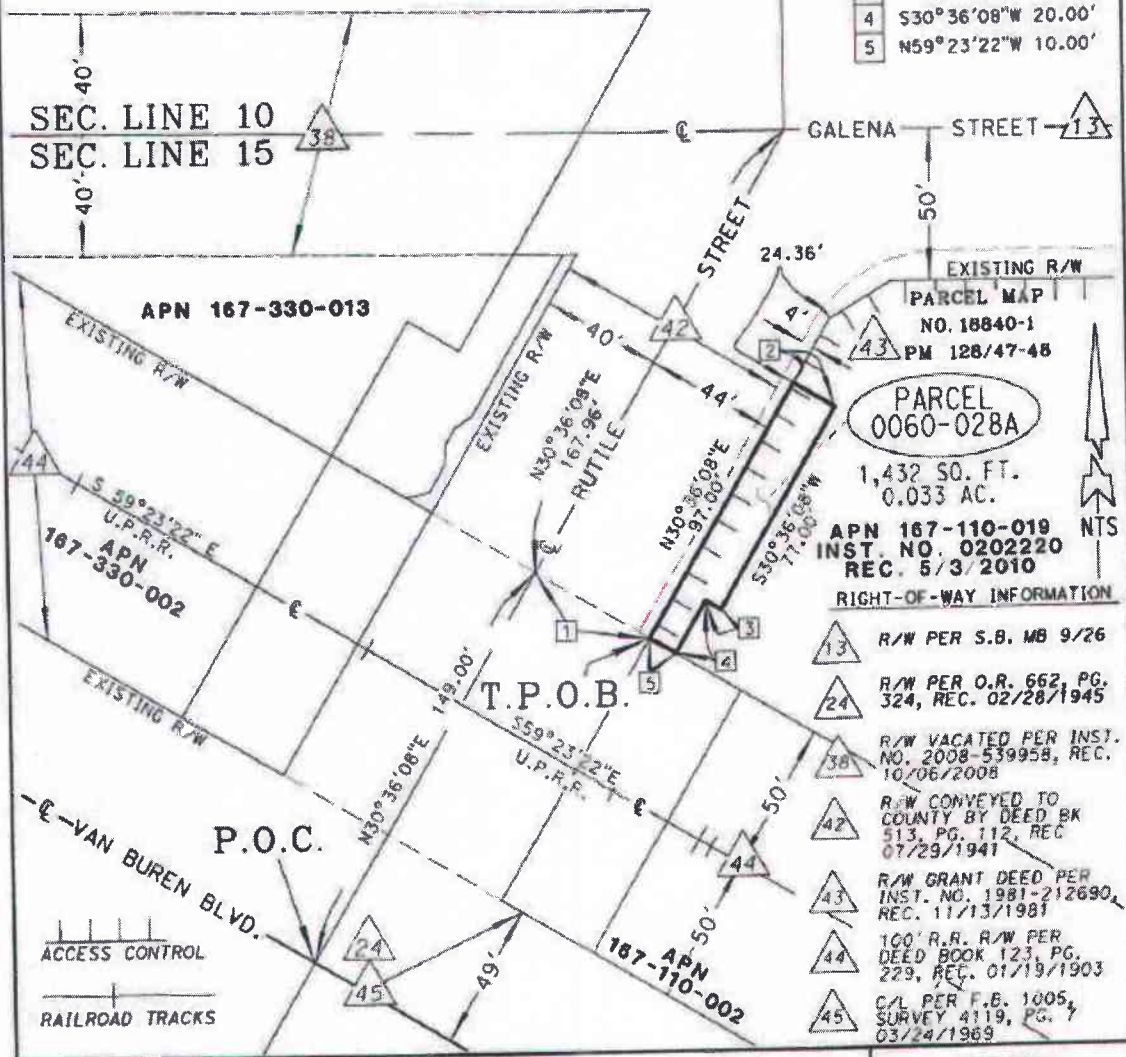 4 S30°36'08"W 20.00'
5 N59°23'22"W 10.00'
40'
40'
SEC. LINE 10
SEC. LINE 15
38
℄
GALENA STREET
13
50'
STREET
24.36'
4'
EXISTING R/W
PARCEL MAP
NO. 18840-1
PM 128/47-48
43
42
2
APN 167-330-013
EXISTING R/W
EXISTING R/W
40'
44'
N30°36'08"E
167.96'
RUTILE
℄
PARCEL
0060-028A
1,432 SQ. FT.
0.033 AC.
APN 167-110-019
INST. NO. 0202220
REC. 5/3/2010
NTS
N30°36'08"E
97.00'
S30°36'08"W
77.00'
44
S 59°23'22" E
U.P.R.R.
APN
167-330-002
℄
1
3
4
5
T.P.O.B.
EXISTING R/W
149.00'
N30°36'08"E
S59°23'22"E
U.P.R.R.
℄
50'
44
50'
P.O.C.
℄ VAN BUREN BLVD.
24
45
49'
APN
167-110-002
ACCESS CONTROL
RAILROAD TRACKS
RIGHT-OF-WAY INFORMATION
13 R/W PER S.B. MB 9/26
24 R/W PER O.R. 662, PG.
324, REC. 02/28/1945
38 R/W VACATED PER INST.
NO. 2008-539958, REC.
10/06/2008
42 R/W CONVEYED TO
COUNTY BY DEED BK
513, PG. 112, REC
07/29/1941
43 R/W GRANT DEED PER
INST. NO. 1981-212690,
REC. 11/13/1981
44 100' R.R. R/W PER
DEED BOOK 123, PG.
229, REC. 01/19/1903
45 C/L PER F.B. 1005,
SURVEY 4119, PG. 7
03/24/1969